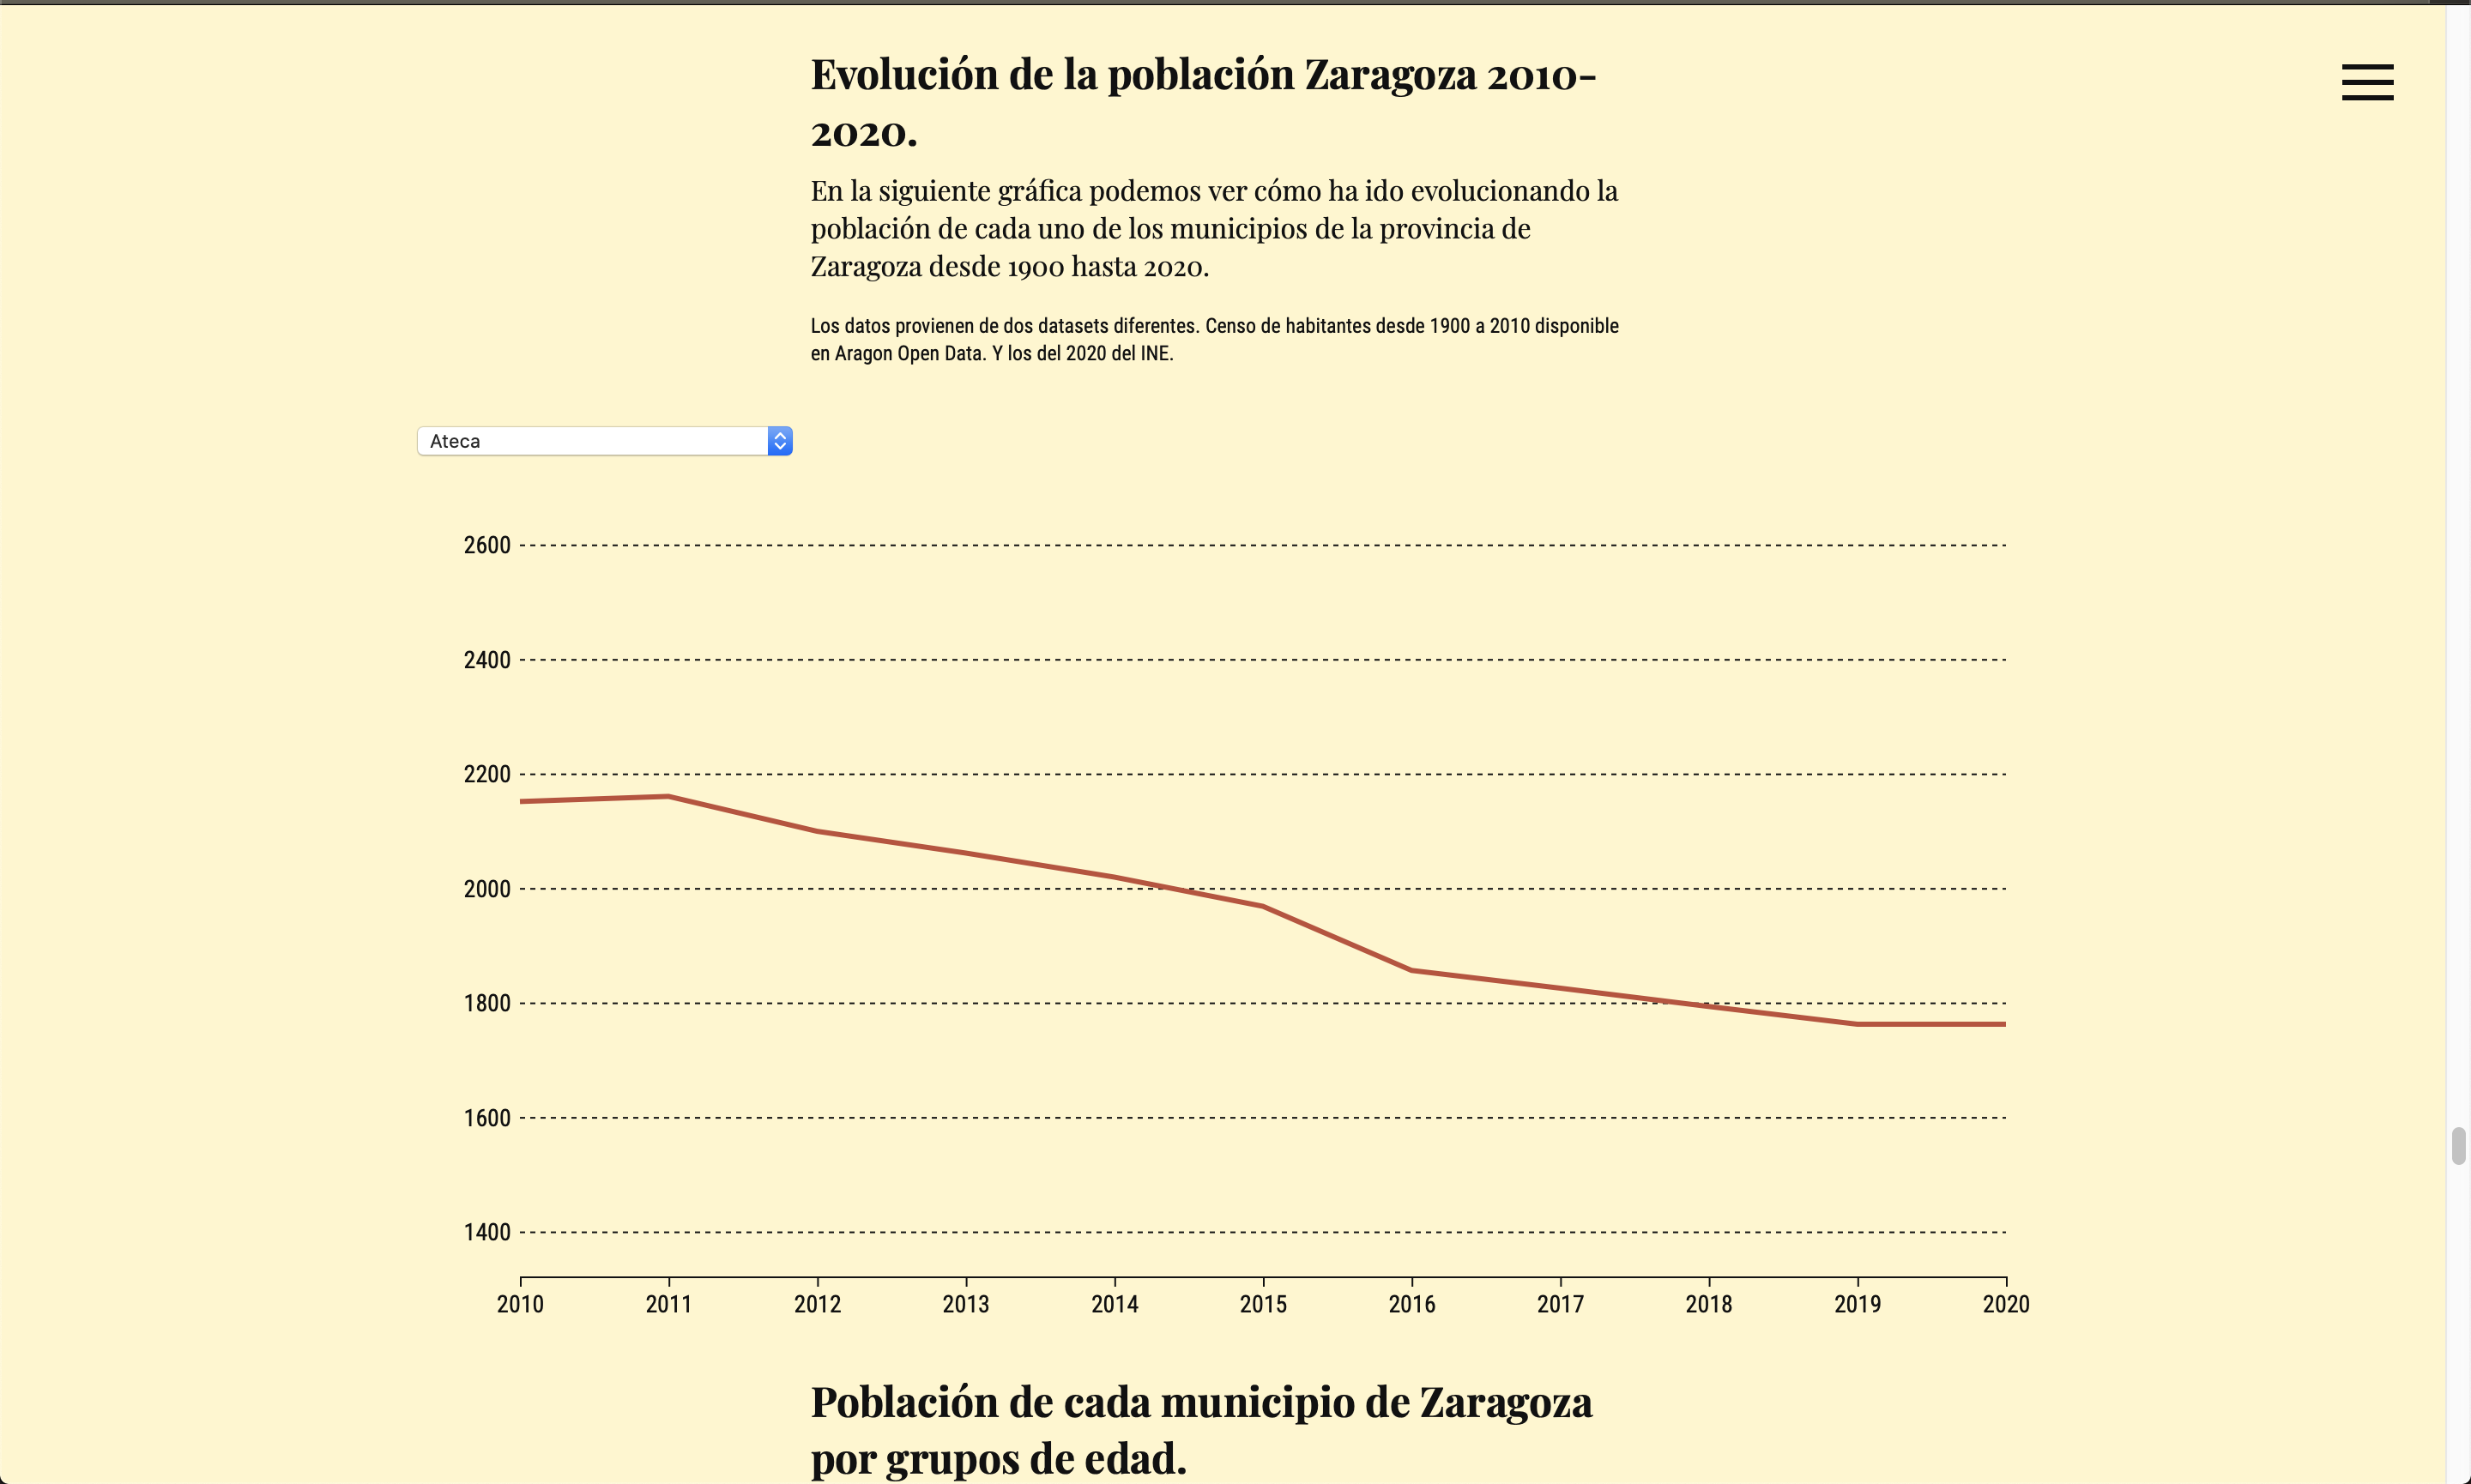 Evolución de la población Zaragoza 2010-
2020.
En la siguiente gráfica podemos ver cómo ha ido evolucionando la
población de cada uno de los municipios de la provincia de
Zaragoza desde 1900 hasta 2020.
Los datos provienen de dos datasets diferentes. Censo de habitantes desde 1900 a 2010 disponible
en Aragon Open Data. Y los del 2020 del INE.
Ateca
2600
2400
2200
2000
1800
1600
1400
2010 2011 2012 2013 2014 2015 2016 2017 2018 2019 2020
Población de cada municipio de Zaragoza
por grupos de edad.